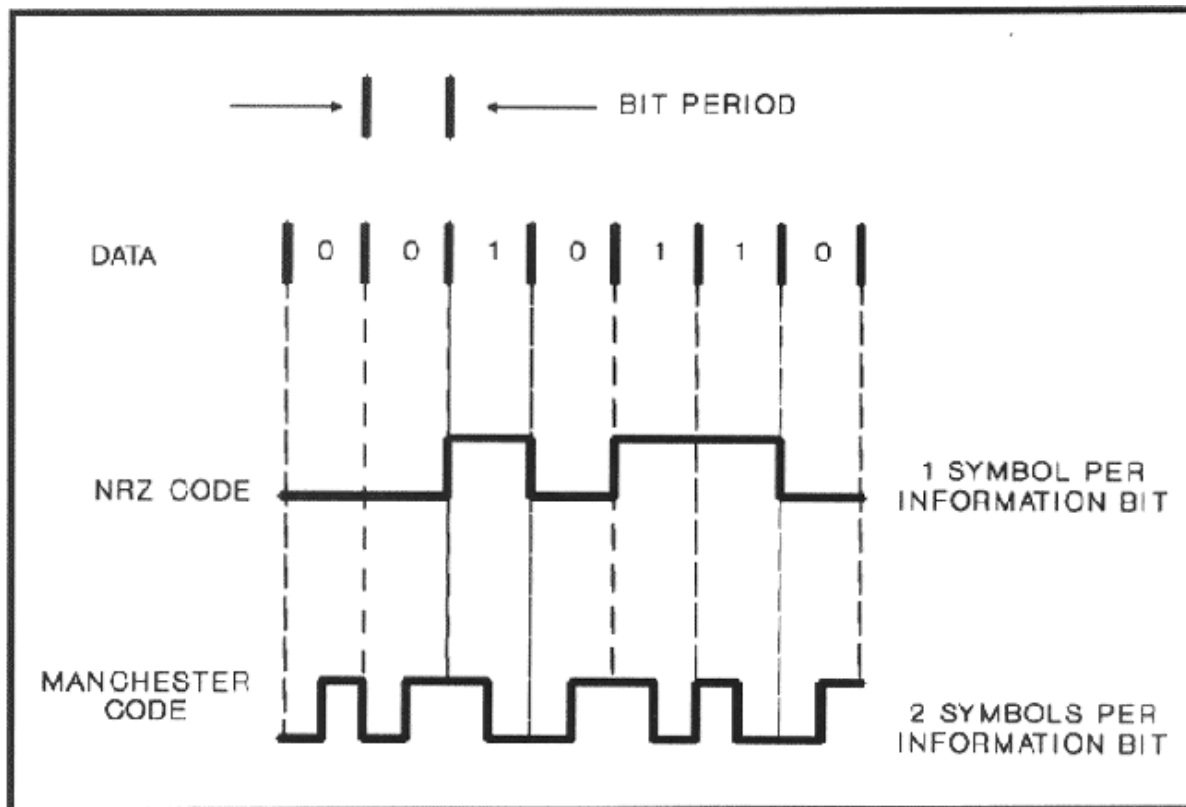 BIT PERIOD
DATA 0 0 1 0 1 1 0
NRZ CODE
1 SYMBOL PER
INFORMATION BIT
MANCHESTER
CODE
2 SYMBOLS PER
INFORMATION BIT